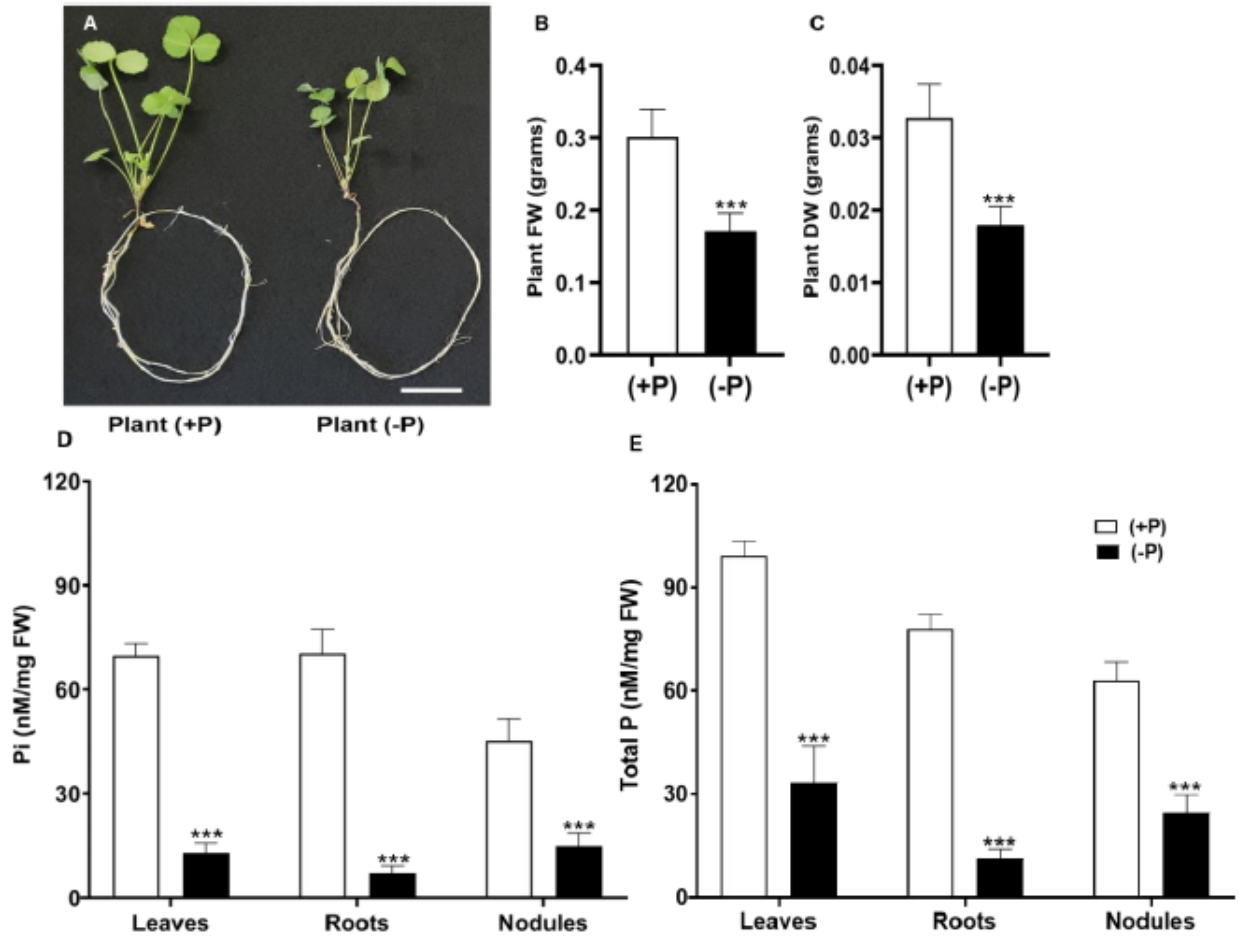 A
Plant (+P)
Plant (-P)
B
Plant FW (grams)
0.4
0.3
0.2
0.1
0.0
***
(+P)
(-P)
C
Plant DW (grams)
0.04
0.03
0.02
0.01
0.00
***
(+P)
(-P)
D
Pi (nM/mg FW)
120
90
60
30
0
***
***
***
Leaves
Roots
Nodules
E
Total P (nM/mg FW)
120
90
60
30
0
(+P)
(-P)
***
***
***
Leaves
Roots
Nodules